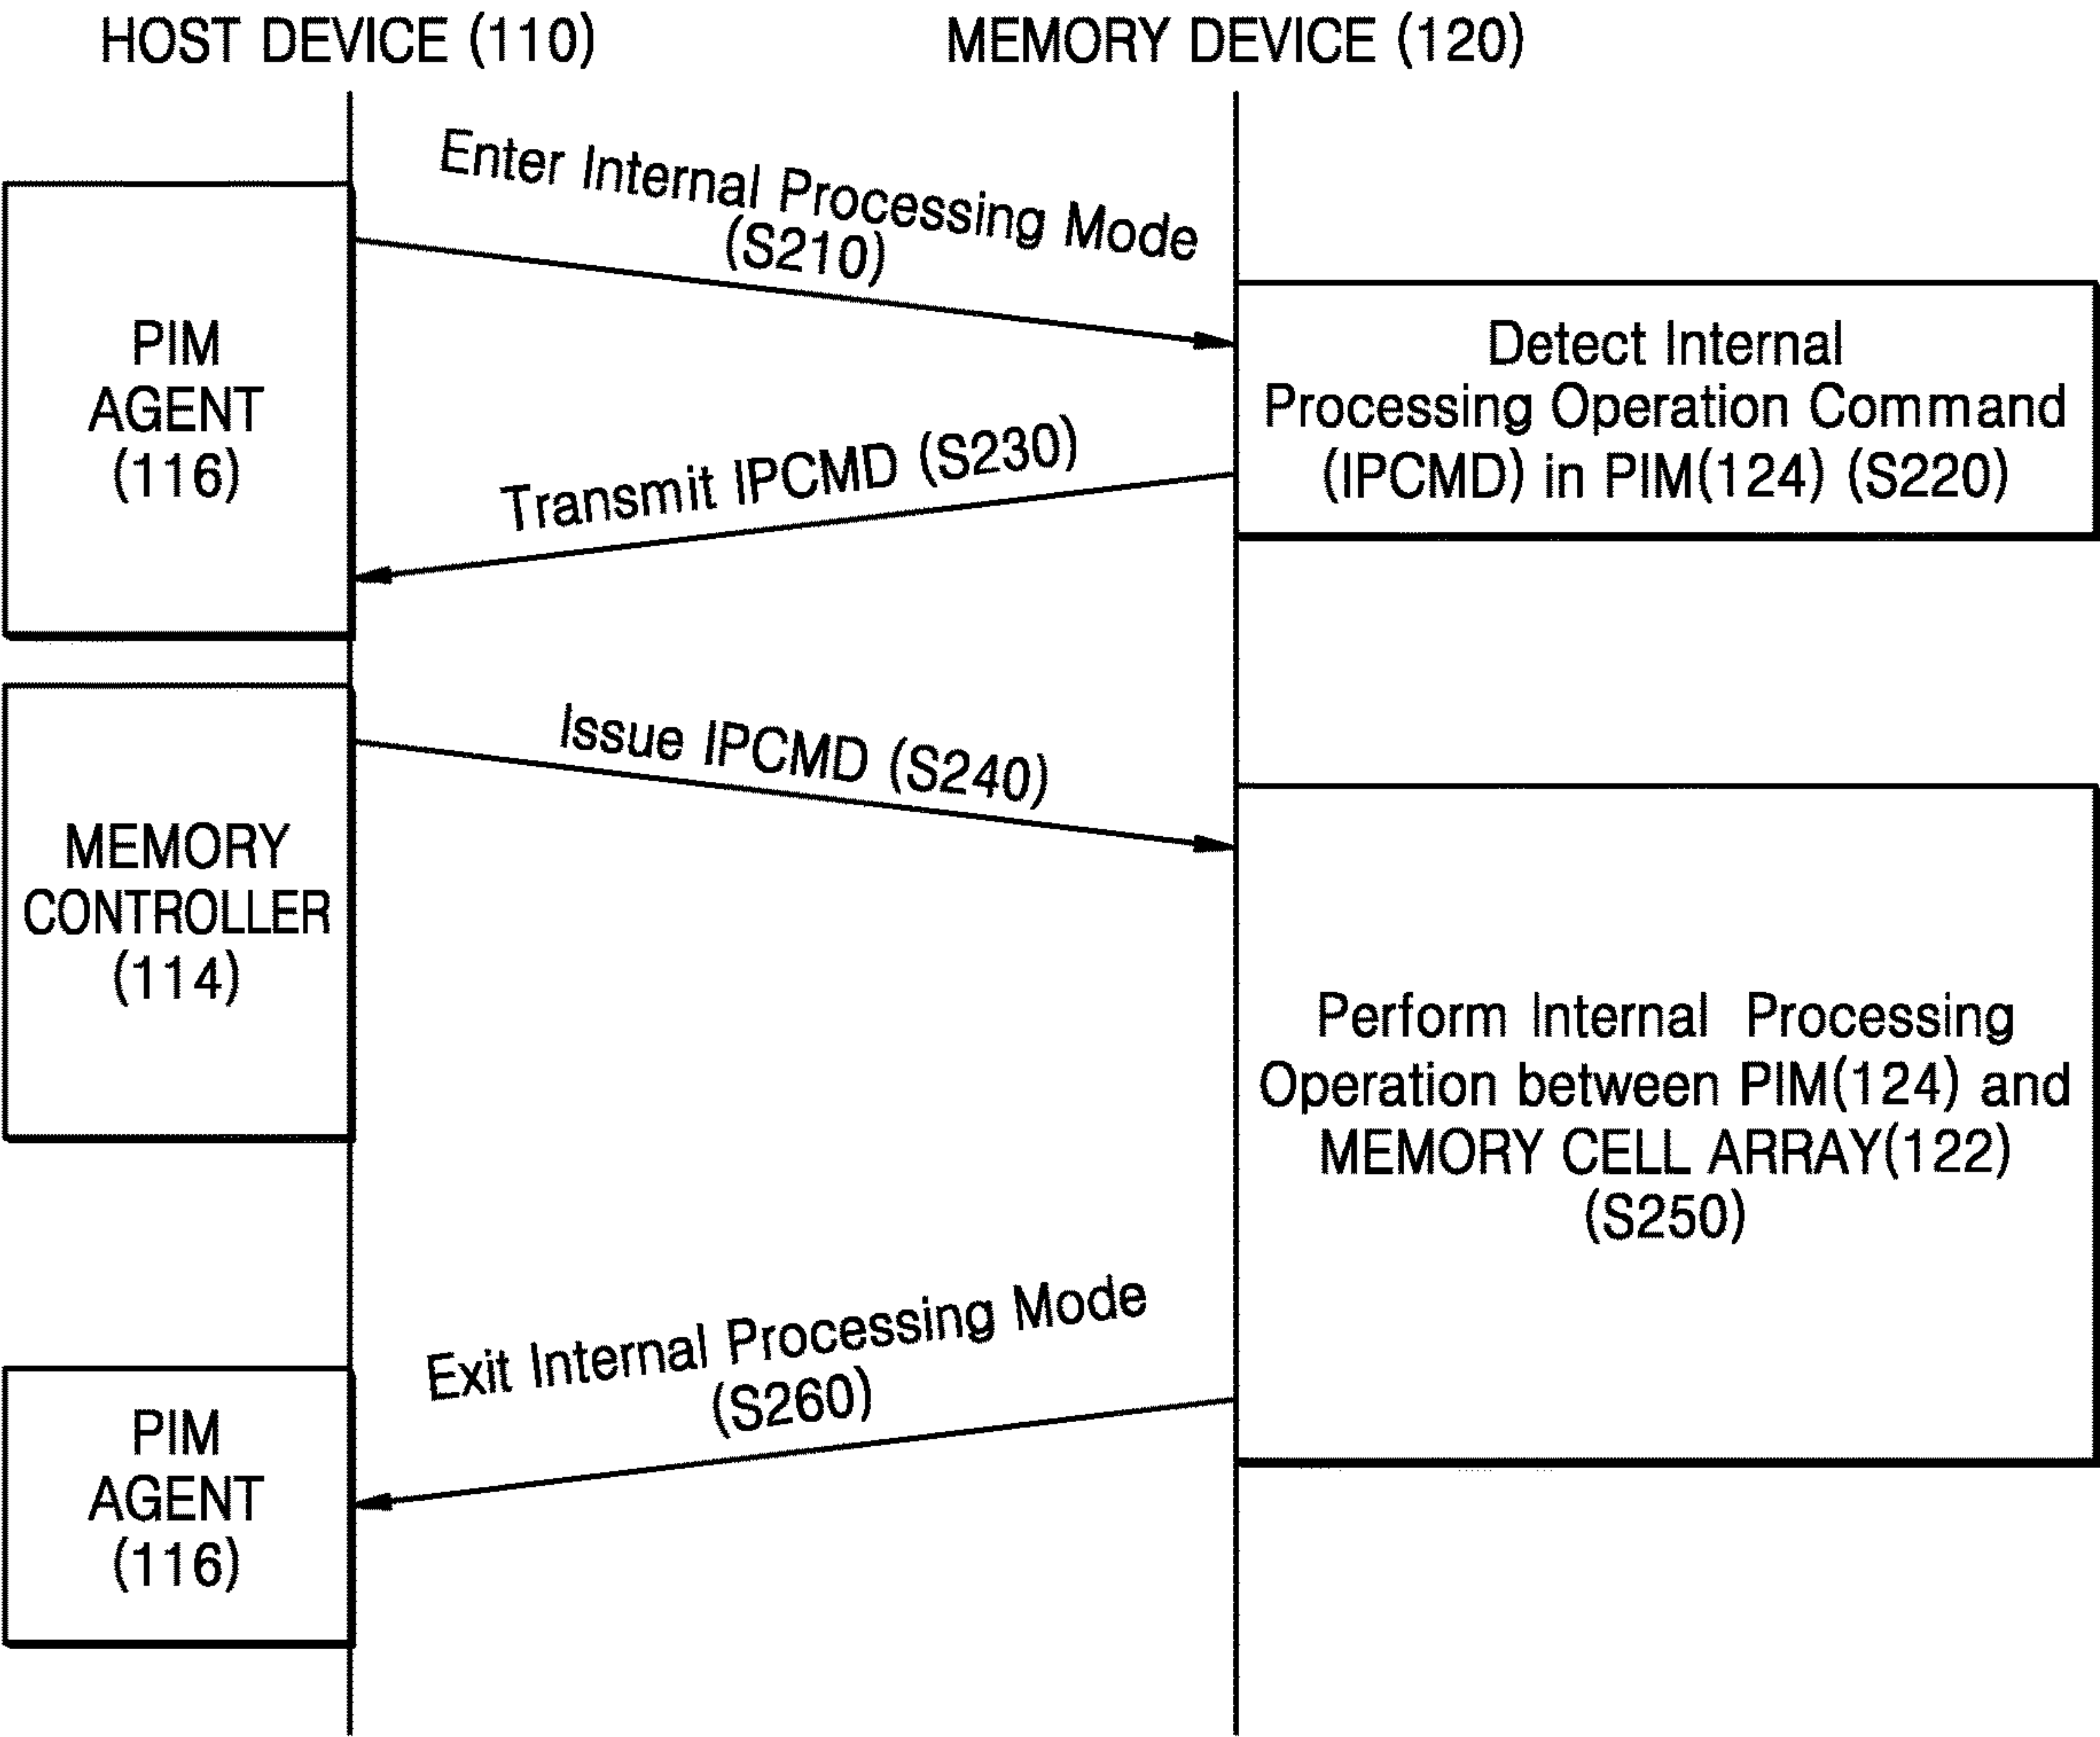 HOST DEVICE (110)
MEMORY DEVICE (120)
Enter Internal Processing Mode
(S210)
PIM
AGENT
(116)
Detect Internal
Processing Operation Command
(IPCMD) in PIM(124) (S220)
Transmit IPCMD (S230)
Issue IPCMD (S240)
MEMORY
CONTROLLER
(114)
Perform Internal Processing
Operation between PIM(124) and
MEMORY CELL ARRAY(122)
(S250)
Exit Internal Processing Mode
(S260)
PIM
AGENT
(116)